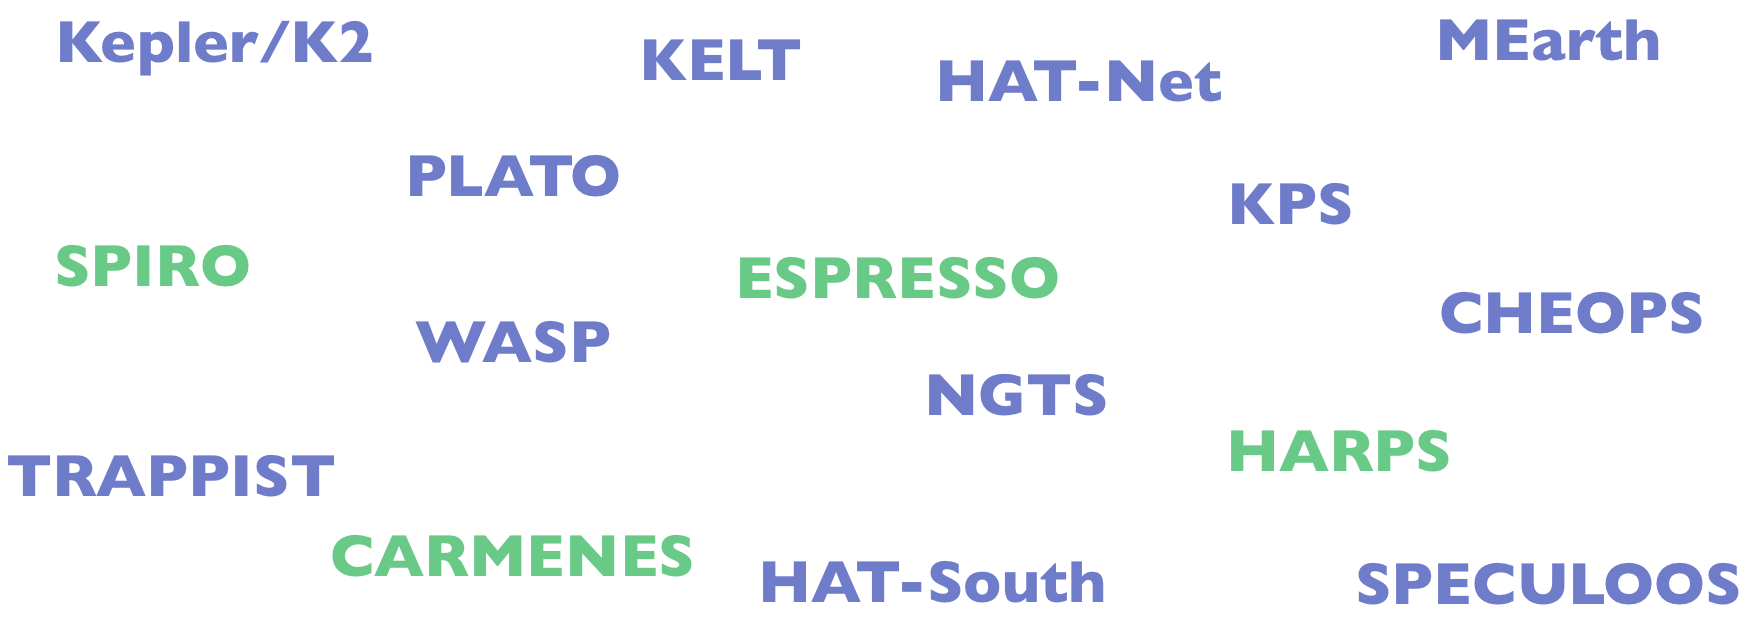 Kepler/K2
KELT
HAT-Net
MEarth
PLATO
KPS
SPIRO
ESPRESSO
CHEOPS
WASP
NGTS
HARPS
TRAPPIST
CARMENES
HAT-South
SPECULOOS